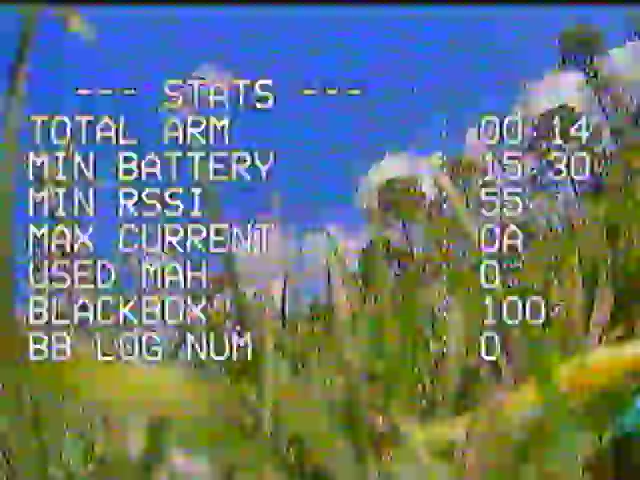 --- STATS ---
TOTAL ARM : 00:14
MIN BATTERY : 15.30
MIN RSSI : 55
MAX CURRENT : 0A
USED MAH : 0
BLACKBOX : 100
BB LOG NUM : 0